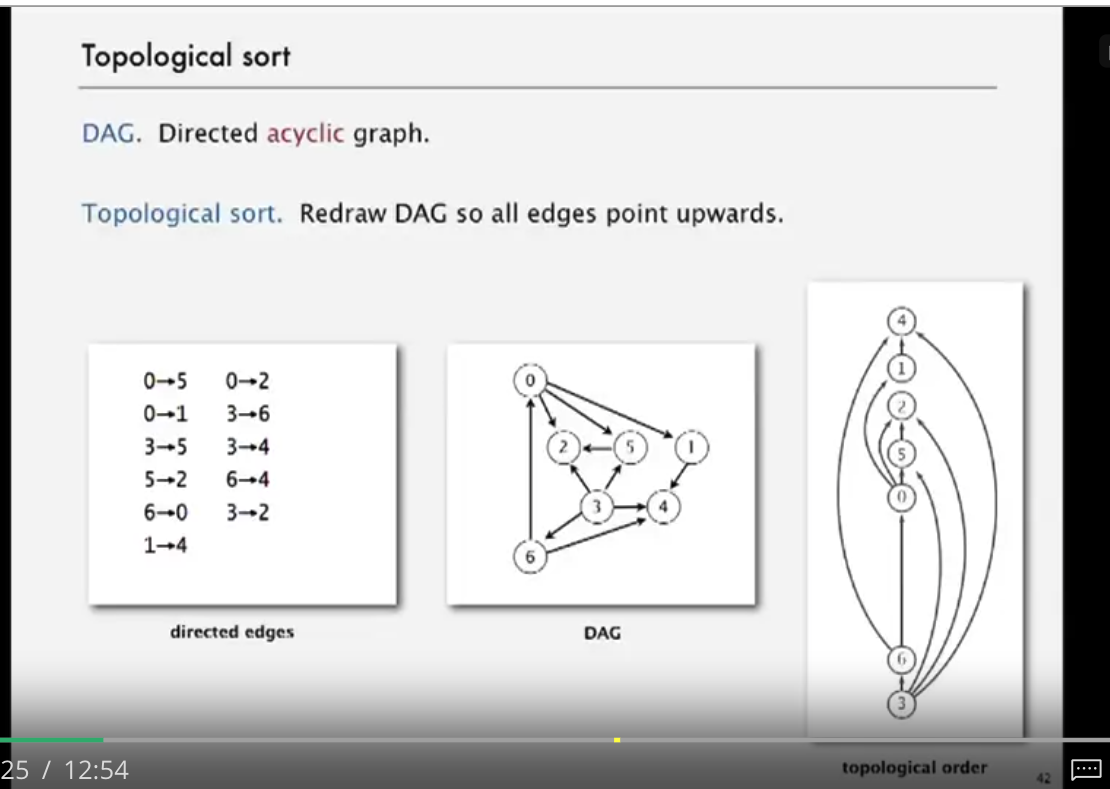 Topological sort
DAG. Directed acyclic graph.
Topological sort. Redraw DAG so all edges point upwards.
0→5 0→2
0→1 3→6
3→5 3→4
5→2 6→4
6→0 3→2
1→4
directed edges
0
2 5 1
3 4
6
DAG
4
1
2
5
0
6
3
topological order
42
25 / 12:54